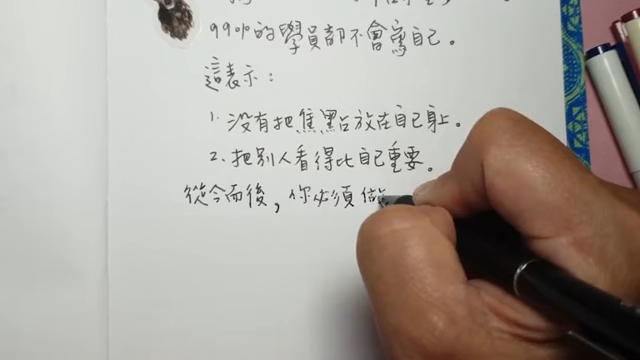 99%的學員都不會寫自己。
這表示：
1. 沒有把焦點放在自己身上。
2. 把別人看得比自己重要。
從今而後，你必須做